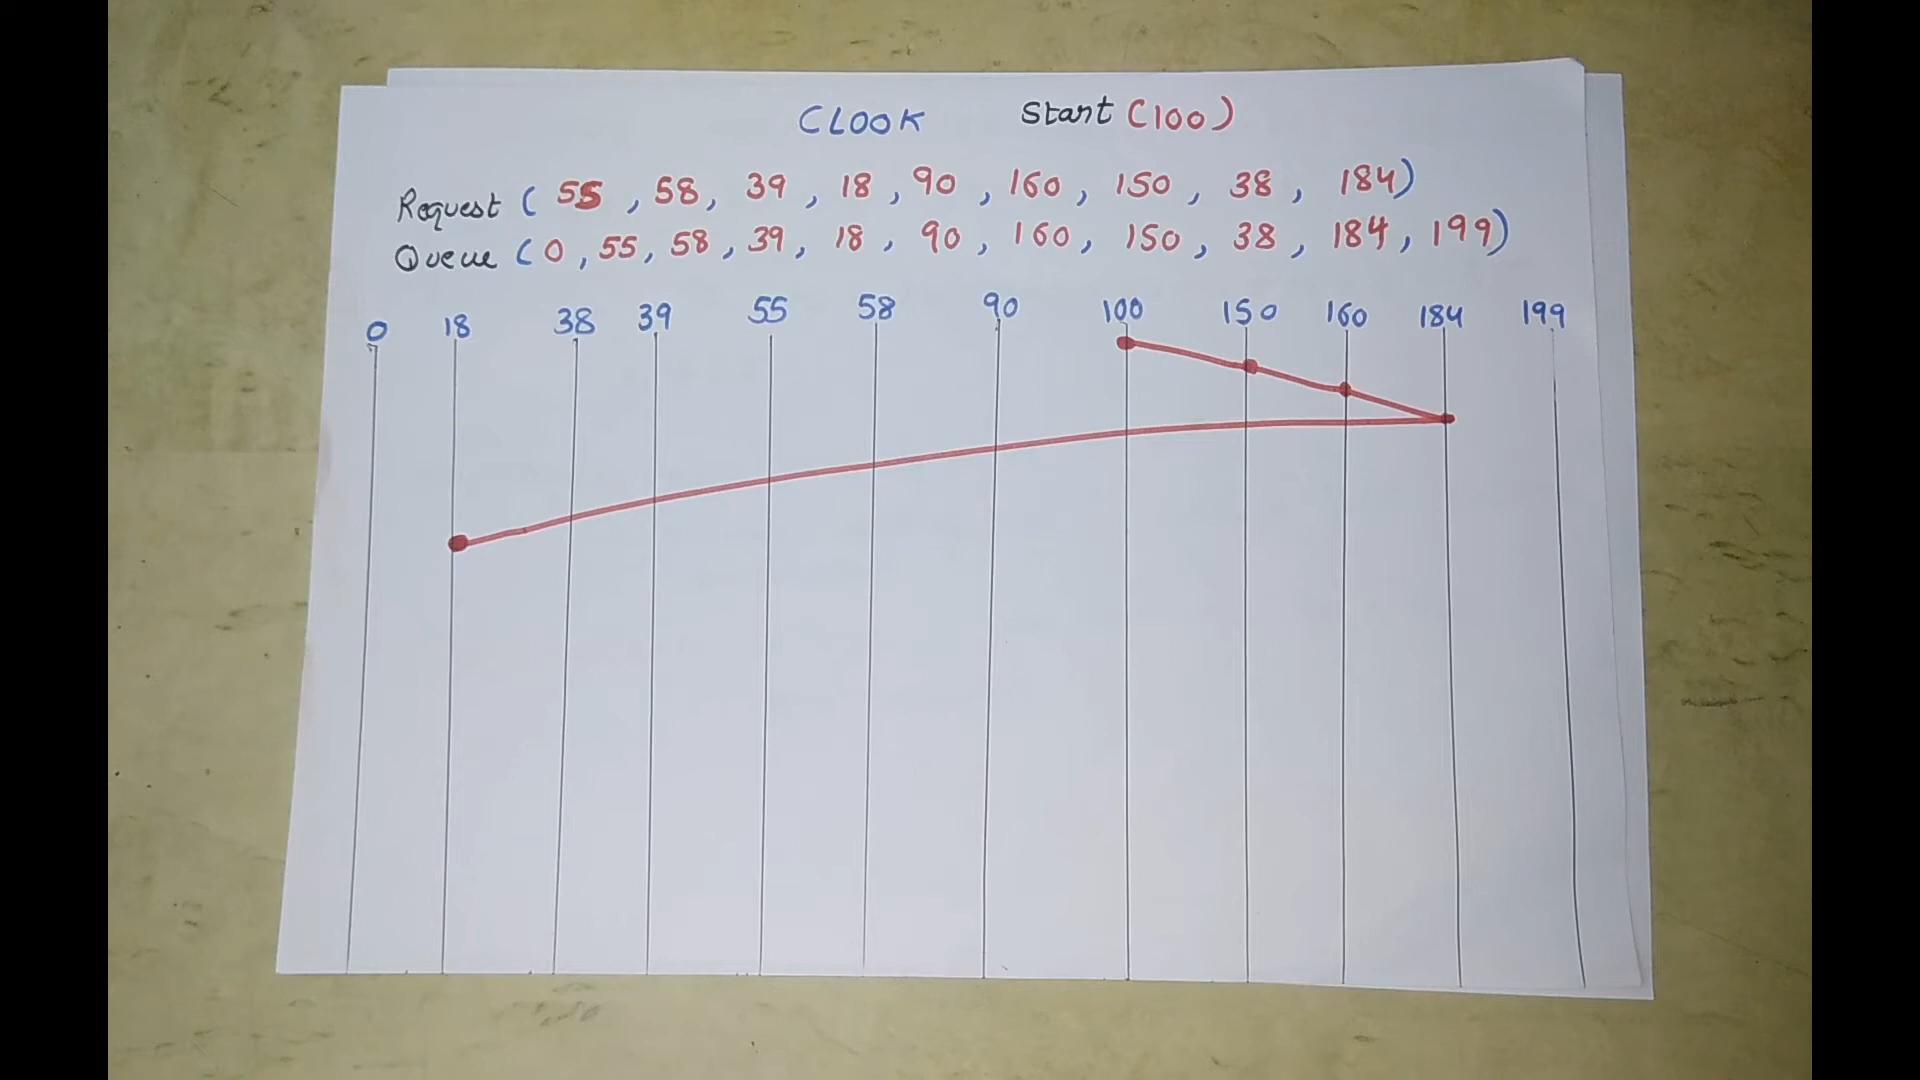 CLOOK Start (100)
Request ( 55 , 58 , 39 , 18 , 90 , 160 , 150 , 38 , 184)
Queue ( 0 , 55 , 58 , 39 , 18 , 90 , 160 , 150 , 38 , 184 , 199)
0 18 38 39 55 58 90 100 150 160 184 199